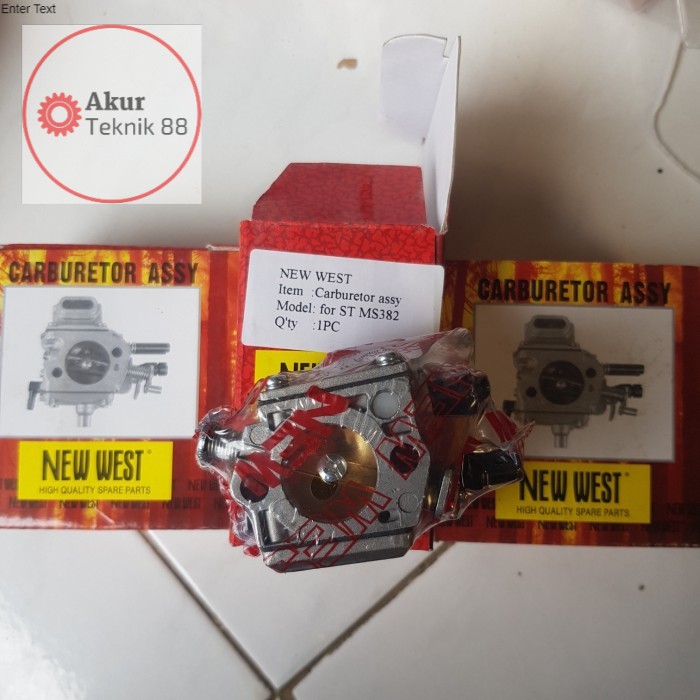 Enter Text
Akur
Teknik 88
CARBURETOR ASSY
NEW WEST
HIGH QUALITY SPARE PARTS
NEW WEST
Item :Carburetor assy
Model: for ST MS382
Q'ty :1PC
NEW
CARBURETOR ASSY
NEW WEST
HIGH QUALITY SPARE PARTS